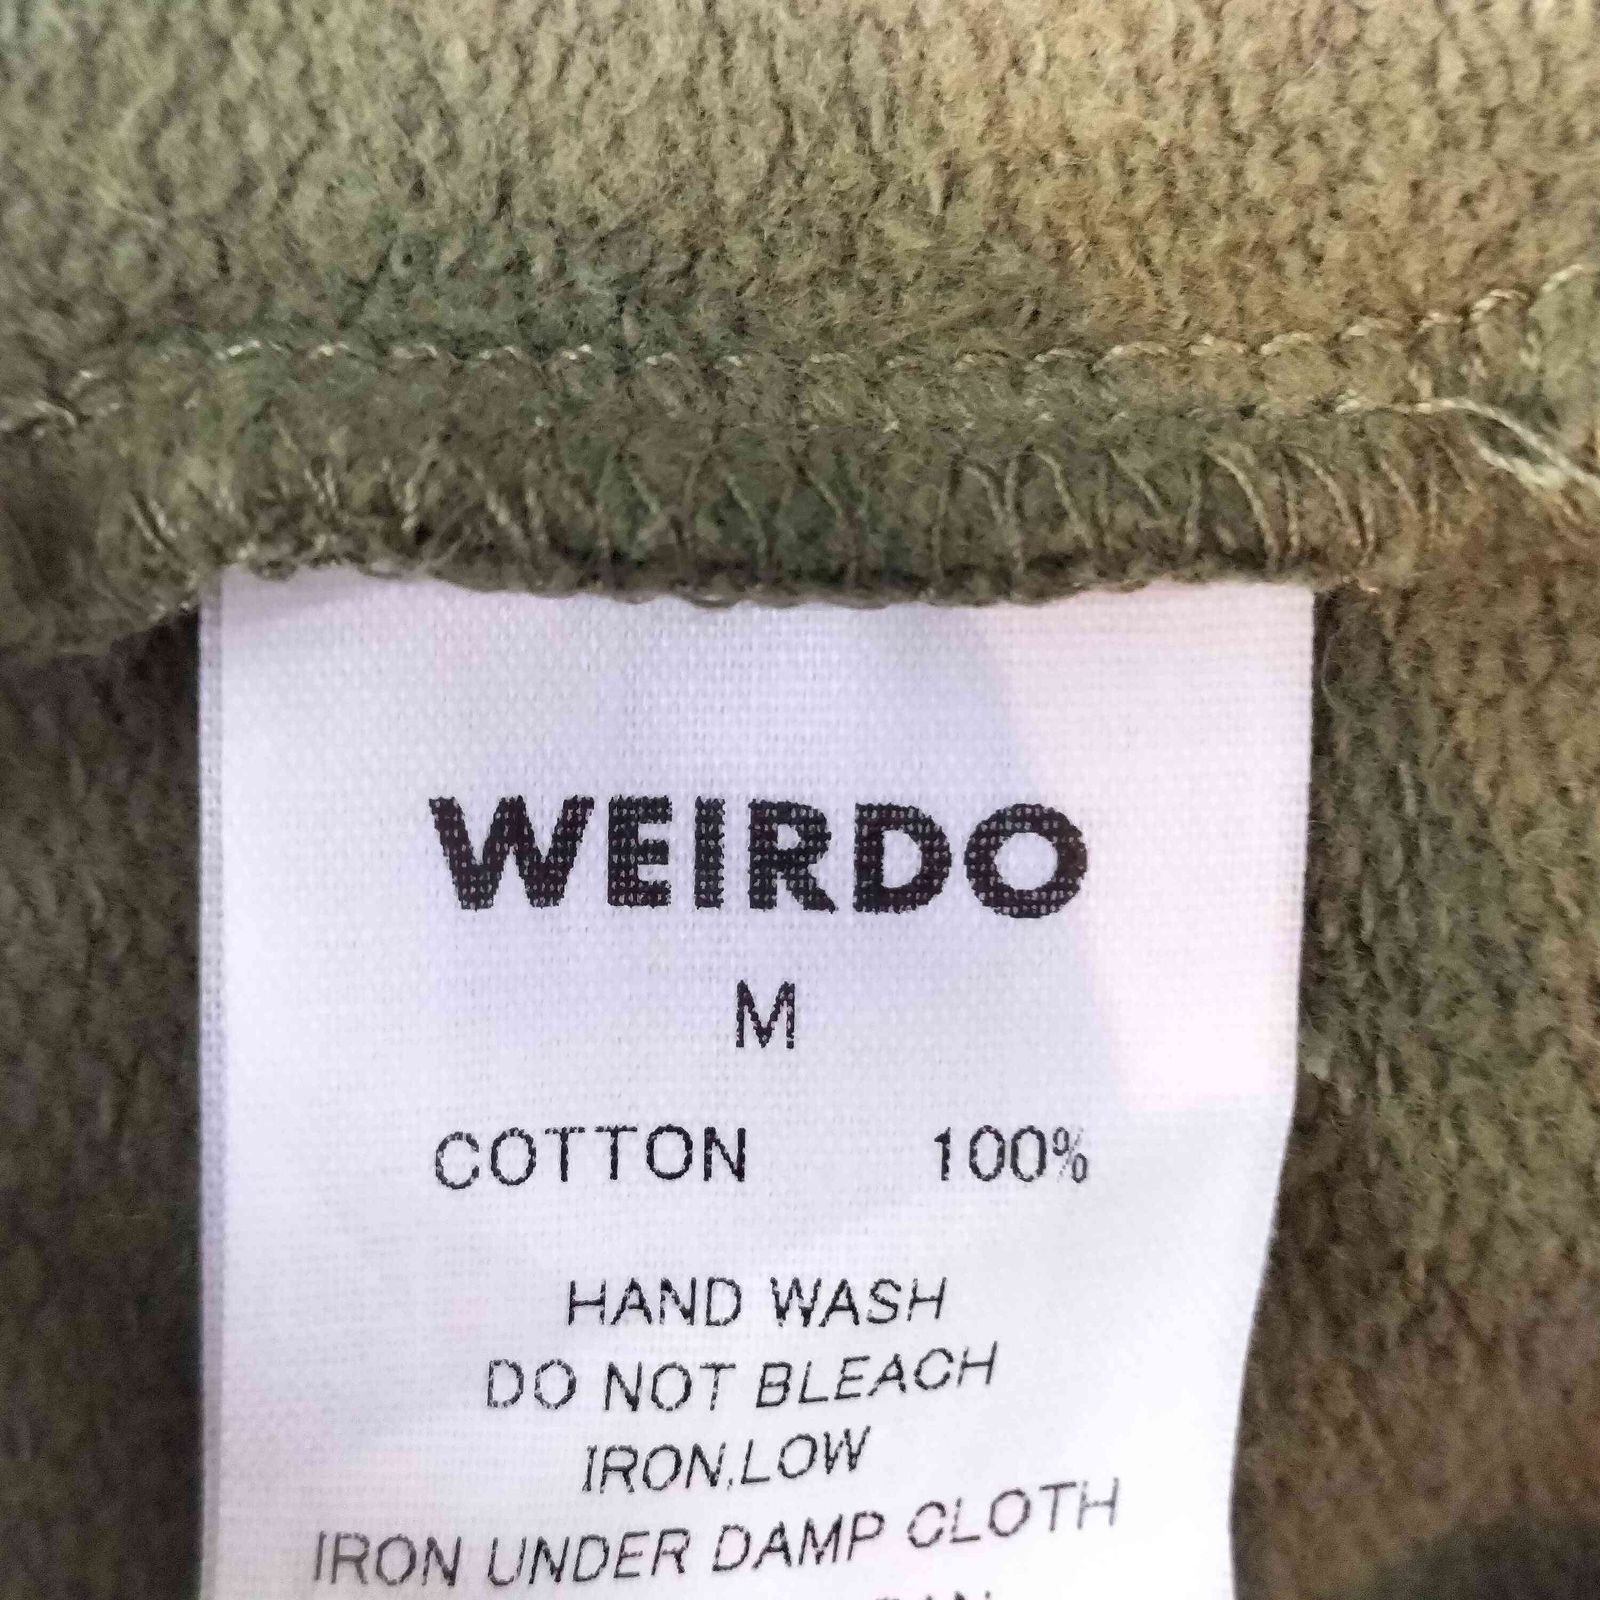 WEIRDO
M
COTTON 100%
HAND WASH
DO NOT BLEACH
IRON,LOW
IRON UNDER DAMP CLOTH